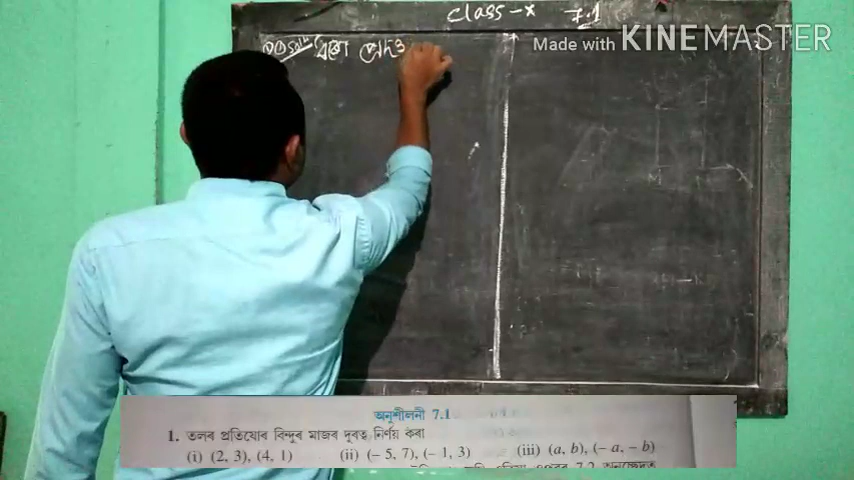 class-x 7.1
Made with KINEMASTER
soln
অনুশীলনী 7.1
1. তলৰ প্ৰতিযোৰ বিন্দুৰ মাজৰ দূৰত্ব নিৰ্ণয় কৰা
(i) (2, 3), (4, 1) (ii) (– 5, 7), (– 1, 3) (iii) (a, b), (– a, – b)